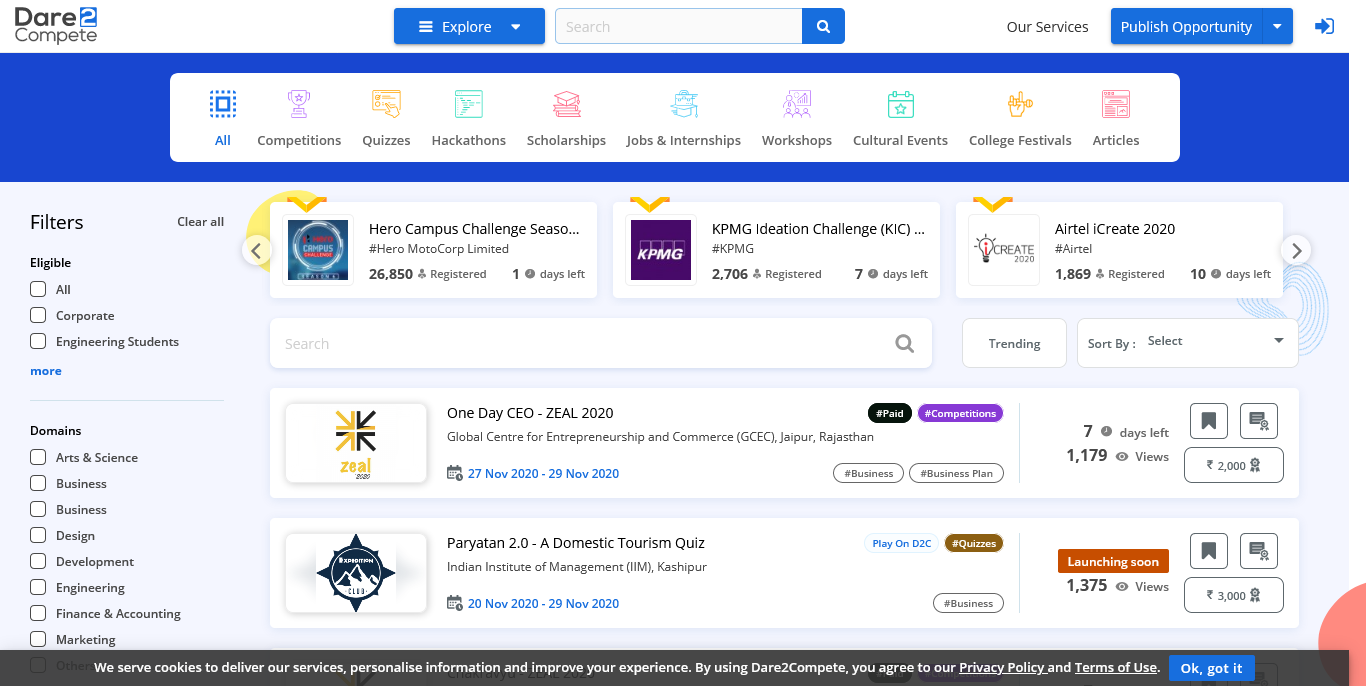 Dare2
Compete
Explore
Search
Our Services
Publish Opportunity
All
Competitions
Quizzes
Hackathons
Scholarships
Jobs & Internships
Workshops
Cultural Events
College Festivals
Articles
Filters
Clear all
Eligible
All
Corporate
Engineering Students
more
Domains
Arts & Science
Business
Business
Design
Development
Engineering
Finance & Accounting
Marketing
Others
HERO
CAMPUS
CHALLENGE
Hero Campus Challenge Seaso...
#Hero MotoCorp Limited
26,850 Registered 1 days left
KPMG
KPMG Ideation Challenge (KIC) ...
#KPMG
2,706 Registered 7 days left
iCREATE
2020
Airtel iCreate 2020
#Airtel
1,869 Registered 10 days left
Search
Trending
Sort By : Select
zeal
2020
One Day CEO - ZEAL 2020
#Paid #Competitions
Global Centre for Entrepreneurship and Commerce (GCEC), Jaipur, Rajasthan
27 Nov 2020 - 29 Nov 2020
#Business #Business Plan
7 days left
1,179 Views
₹ 2,000
EXPEDITION
CLUB
Paryatan 2.0 - A Domestic Tourism Quiz
Play On D2C #Quizzes
Indian Institute of Management (IIM), Kashipur
20 Nov 2020 - 29 Nov 2020
#Business
Launching soon
1,375 Views
₹ 3,000
Chakravyu - ZEAL 2020
#Paid #Competitions
We serve cookies to deliver our services, personalise information and improve your experience. By using Dare2Compete, you agree to our Privacy Policy and Terms of Use. Ok, got it